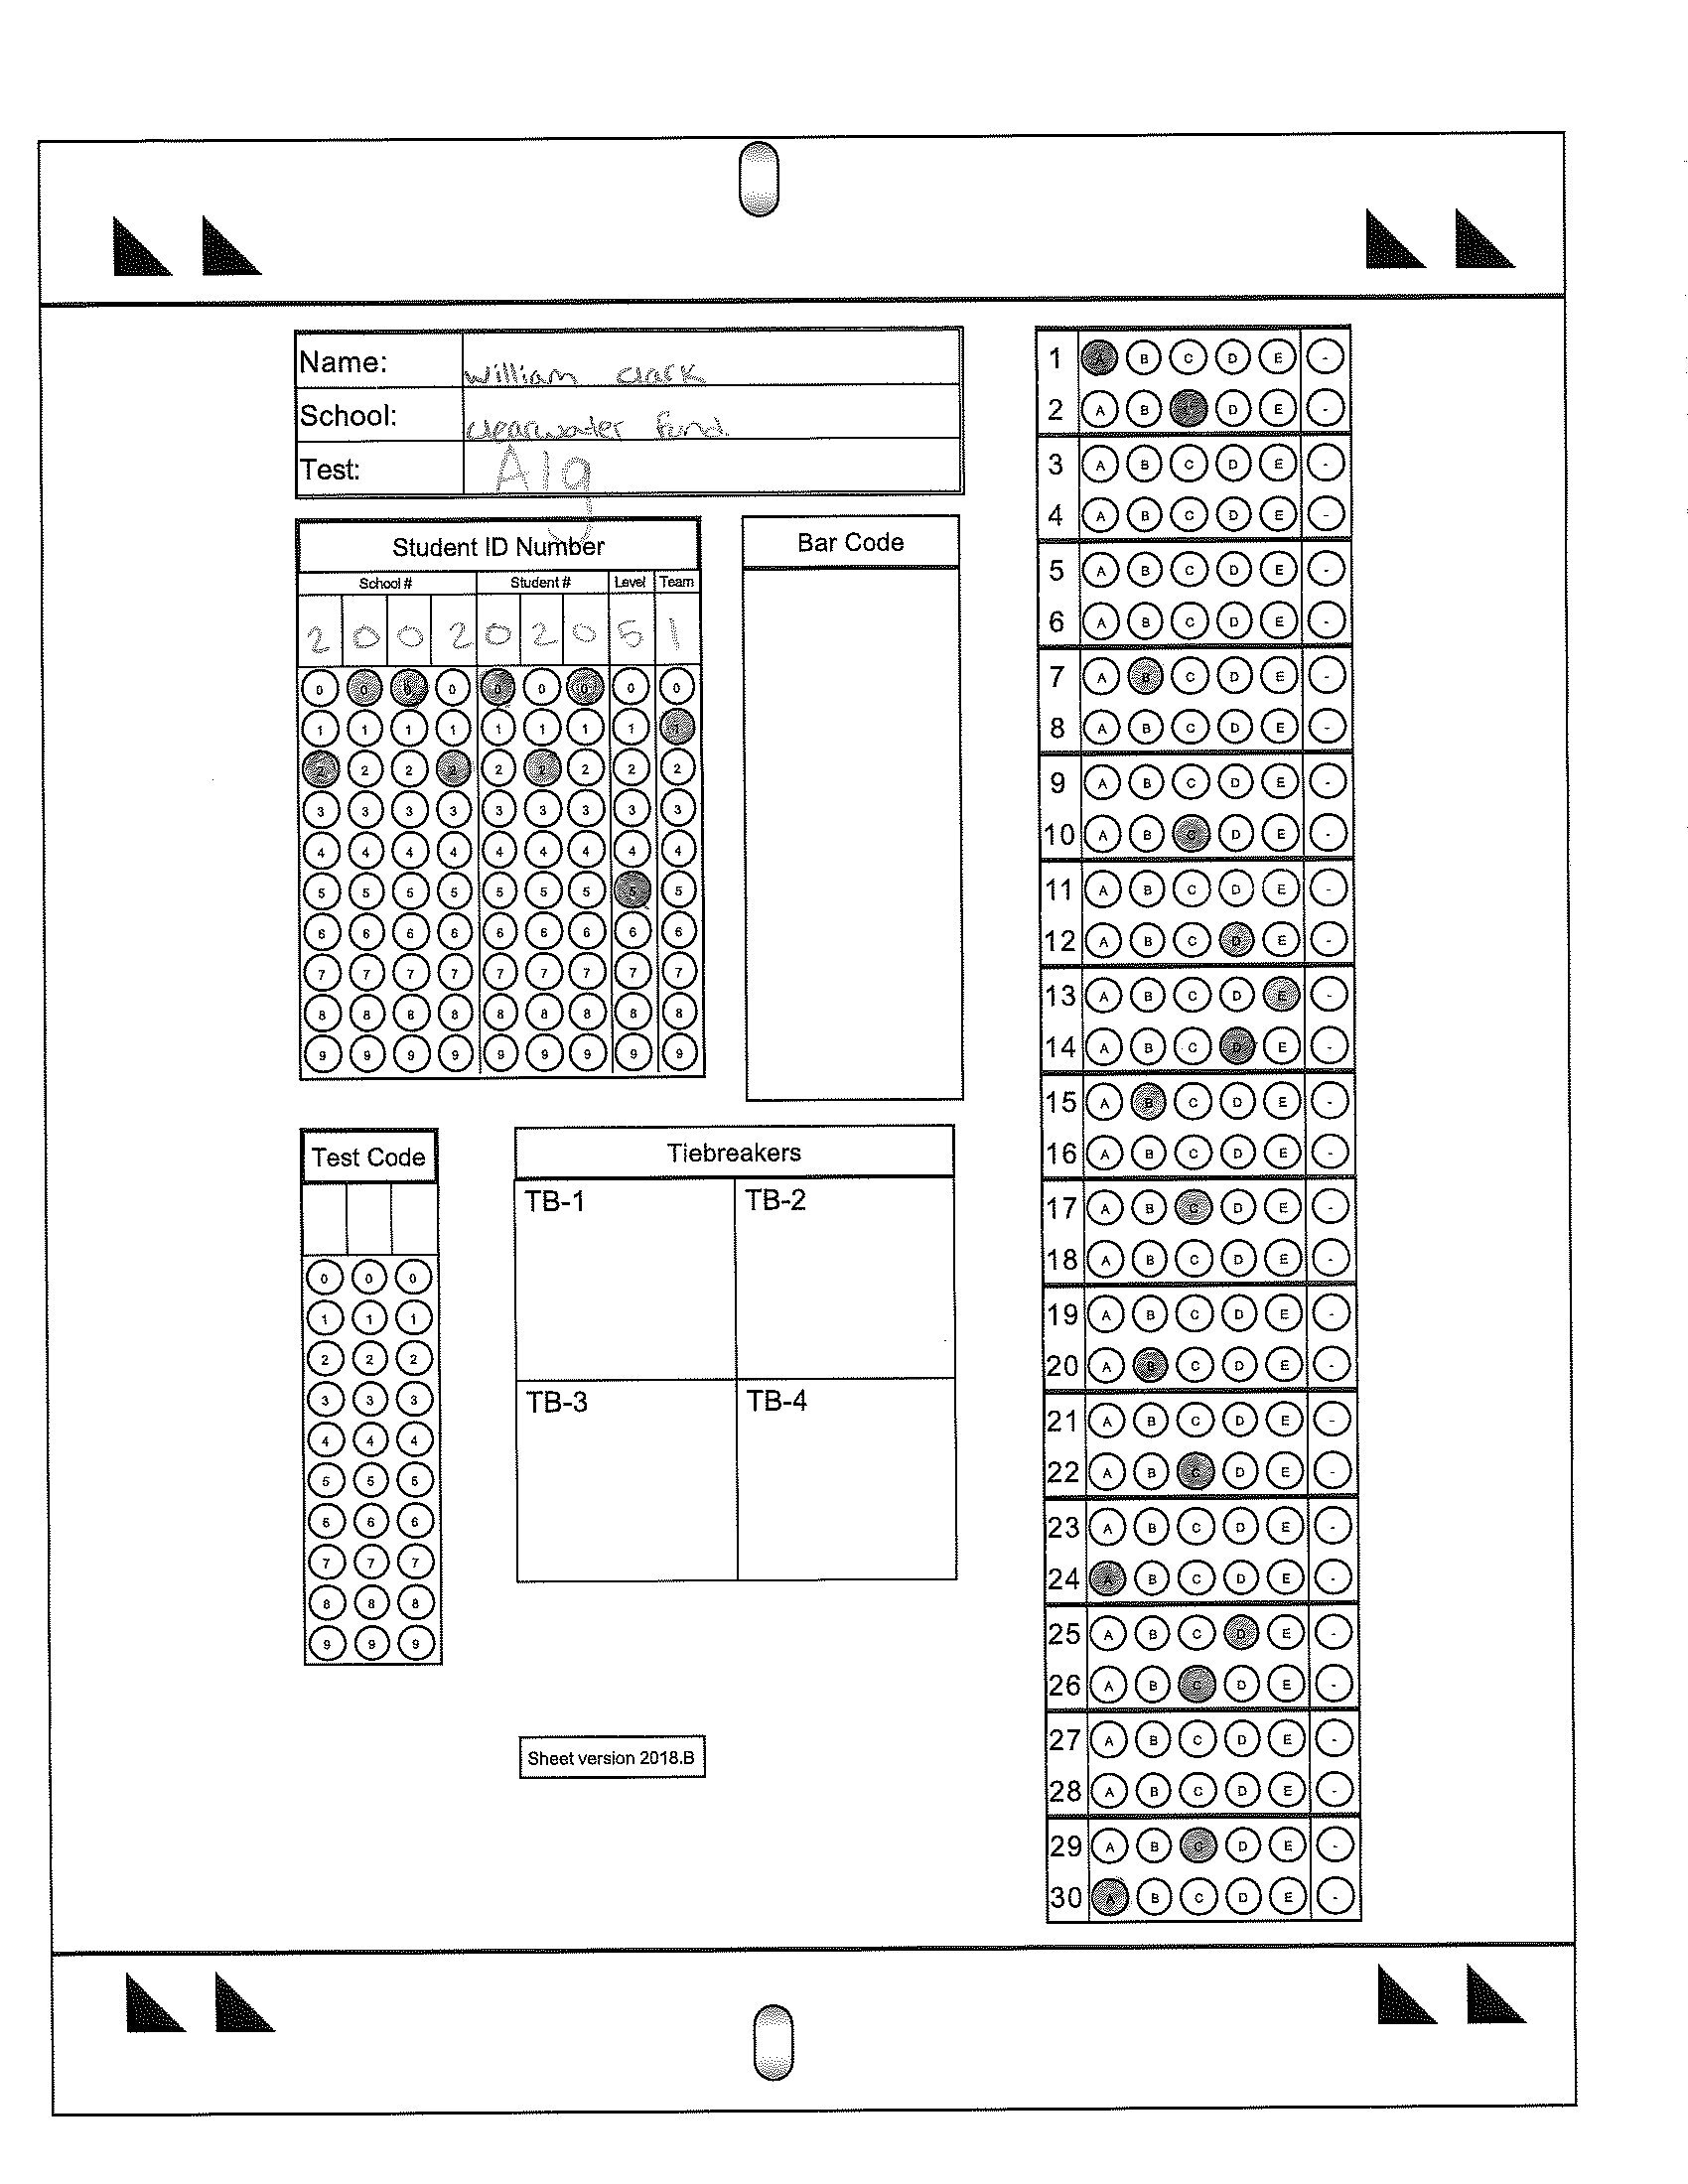 Name: William Clark
School: Clearwater Fund.
Test: Alg
Student ID Number
School # Student # Level Team
2 0 0 2 0 2 0 5 1
0 0 0 0 0 0 0 0 0
1 1 1 1 1 1 1 1 1
2 2 2 2 2 2 2 2 2
3 3 3 3 3 3 3 3 3
4 4 4 4 4 4 4 4 4
5 5 5 5 5 5 5 5 5
6 6 6 6 6 6 6 6 6
7 7 7 7 7 7 7 7 7
8 8 8 8 8 8 8 8 8
9 9 9 9 9 9 9 9 9
Bar Code
Test Code
0 0 0
1 1 1
2 2 2
3 3 3
4 4 4
5 5 5
6 6 6
7 7 7
8 8 8
9 9 9
Tiebreakers
TB-1 TB-2
TB-3 TB-4
Sheet version 2018.B
1 A B C D E -
2 A B C D E -
3 A B C D E -
4 A B C D E -
5 A B C D E -
6 A B C D E -
7 A B C D E -
8 A B C D E -
9 A B C D E -
10 A B C D E -
11 A B C D E -
12 A B C D E -
13 A B C D E -
14 A B C D E -
15 A B C D E -
16 A B C D E -
17 A B C D E -
18 A B C D E -
19 A B C D E -
20 A B C D E -
21 A B C D E -
22 A B C D E -
23 A B C D E -
24 A B C D E -
25 A B C D E -
26 A B C D E -
27 A B C D E -
28 A B C D E -
29 A B C D E -
30 A B C D E -